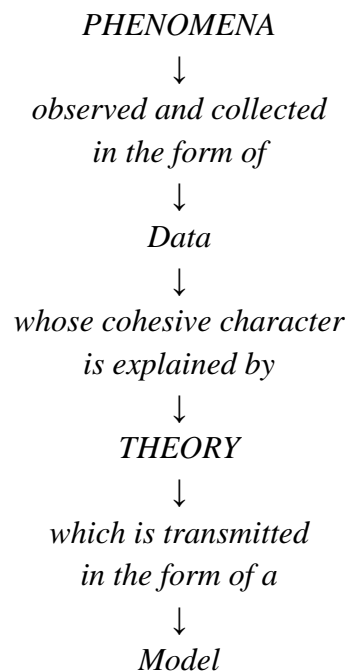 PHENOMENA
↓
observed and collected
in the form of
↓
Data
↓
whose cohesive character
is explained by
↓
THEORY
↓
which is transmitted
in the form of a
↓
Model